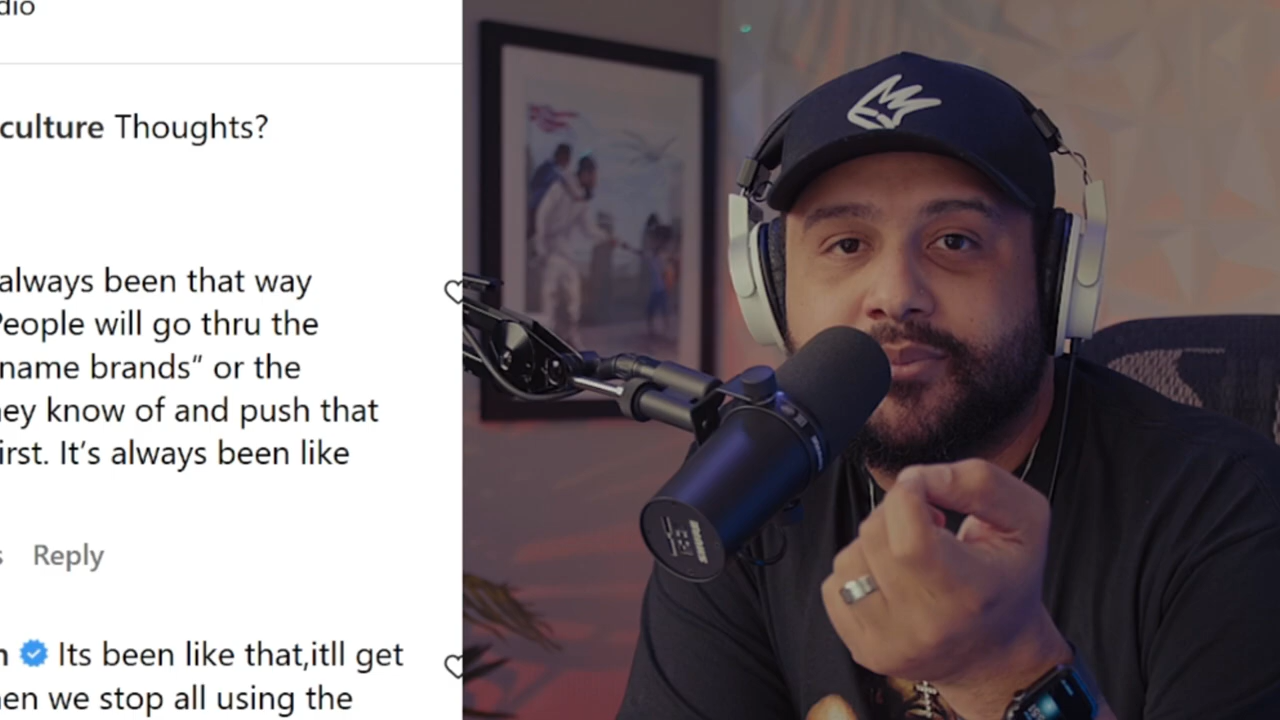 dio
culture Thoughts?
always been that way
People will go thru the
name brands” or the
ey know of and push that
irst. It’s always been like
s Reply
n Its been like that,itll get
en we stop all using the